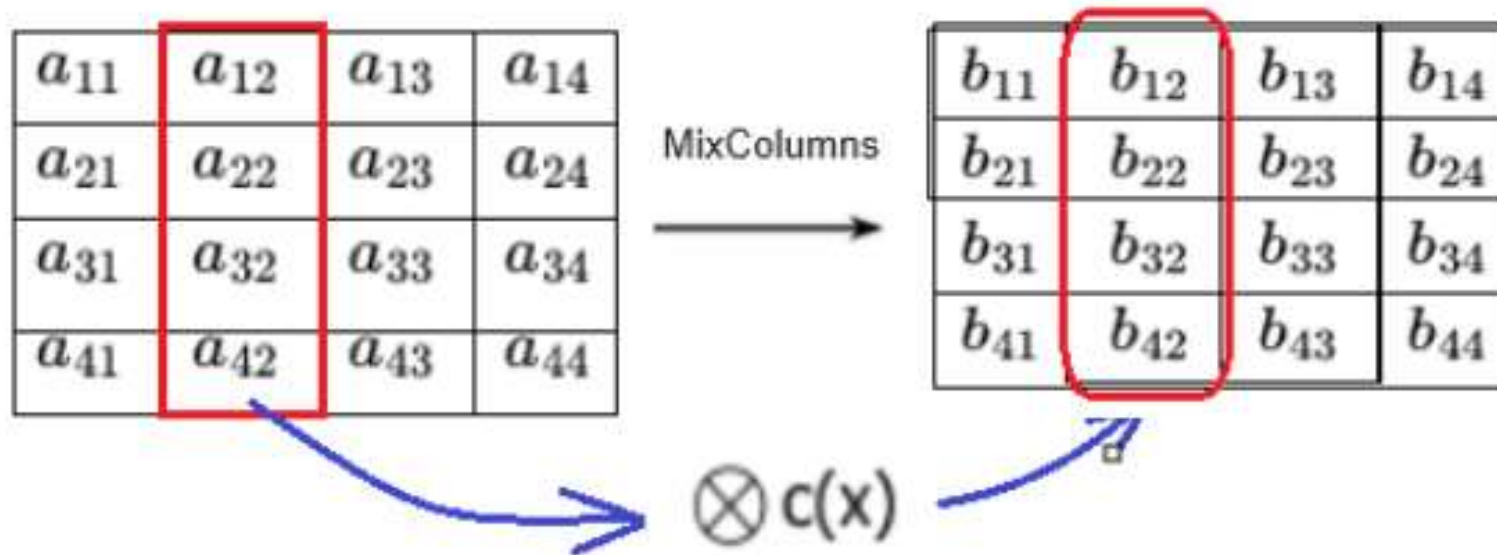 a₁₁ a₁₂ a₁₃ a₁₄
a₂₁ a₂₂ a₂₃ a₂₄
a₃₁ a₃₂ a₃₃ a₃₄
a₄₁ a₄₂ a₄₃ a₄₄
MixColumns
b₁₁ b₁₂ b₁₃ b₁₄
b₂₁ b₂₂ b₂₃ b₂₄
b₃₁ b₃₂ b₃₃ b₃₄
b₄₁ b₄₂ b₄₃ b₄₄
⊗ c(x)